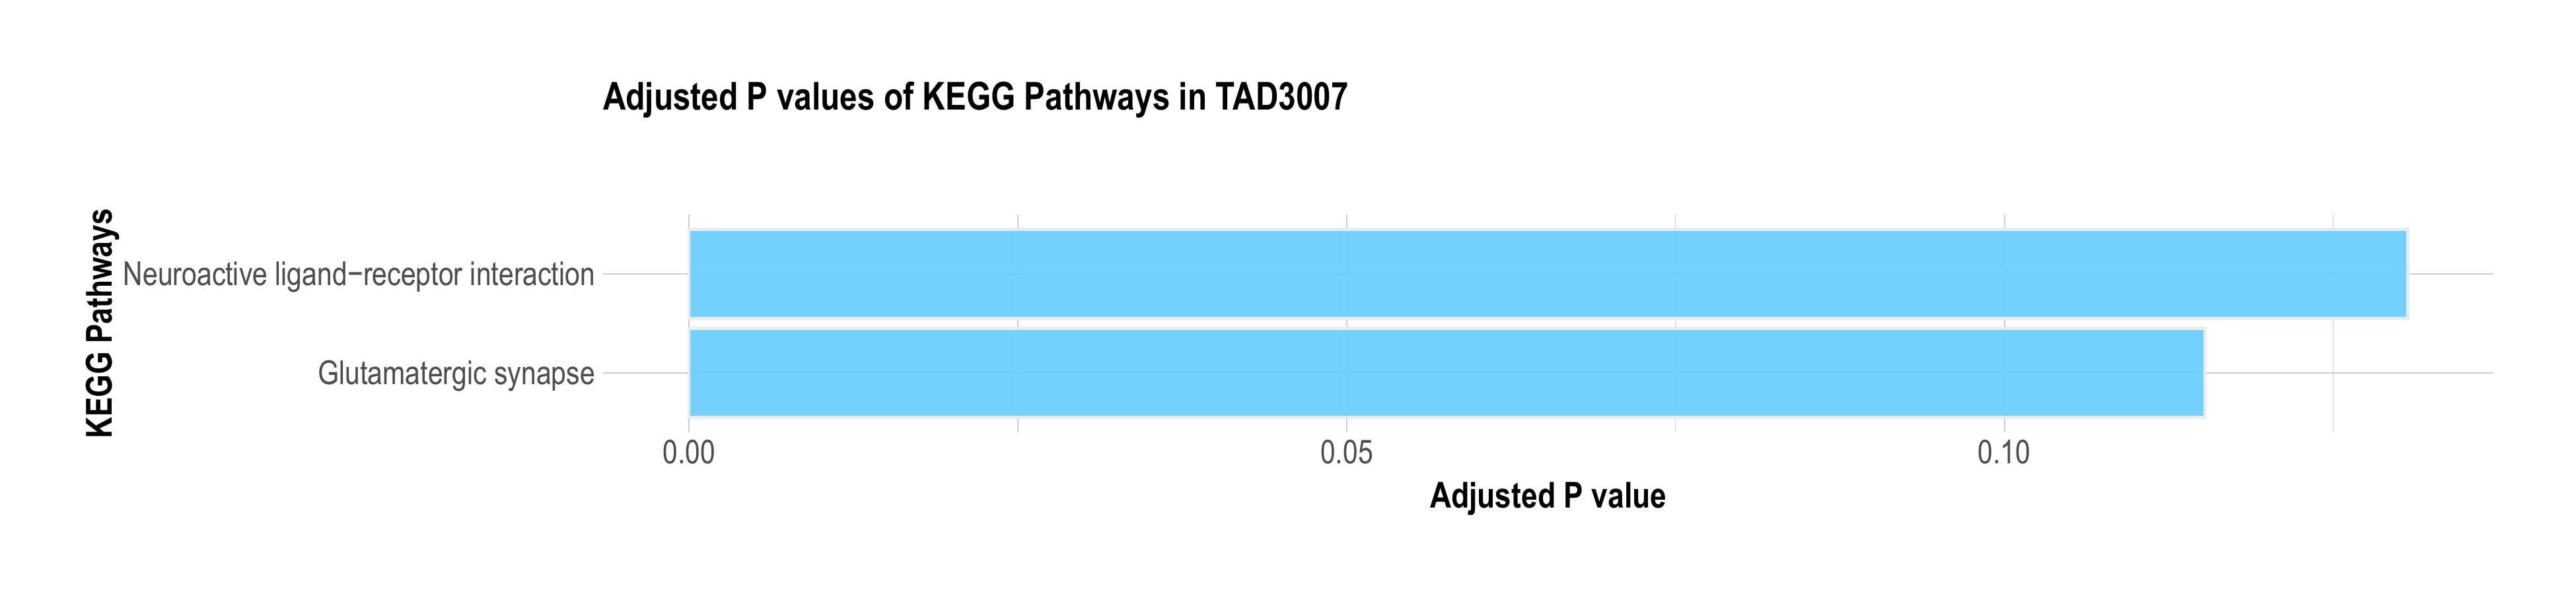 Adjusted P values of KEGG Pathways in TAD3007
KEGG Pathways
Neuroactive ligand−receptor interaction
Glutamatergic synapse
0.00 0.05 0.10
Adjusted P value